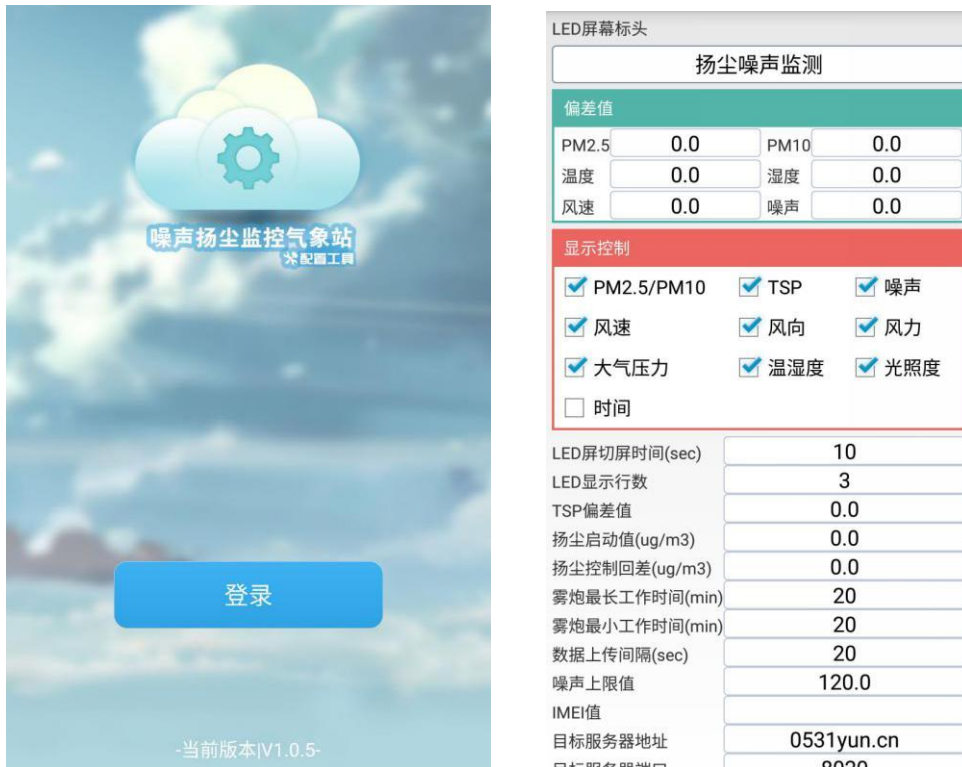 噪声扬尘监控气象站
配置工具
登录
-当前版本|V1.0.5-
LED屏幕标头
扬尘噪声监测
偏差值
PM2.5 0.0 PM10 0.0
温度 0.0 湿度 0.0
风速 0.0 噪声 0.0
显示控制
PM2.5/PM10 TSP 噪声
风速 风向 风力
大气压力 温湿度 光照度
时间
LED屏切屏时间(sec) 10
LED显示行数 3
TSP偏差值 0.0
扬尘启动值(ug/m3) 0.0
扬尘控制回差(ug/m3) 0.0
雾炮最长工作时间(min) 20
雾炮最小工作时间(min) 20
数据上传间隔(sec) 20
噪声上限值 120.0
IMEI值
目标服务器地址 0531yun.cn